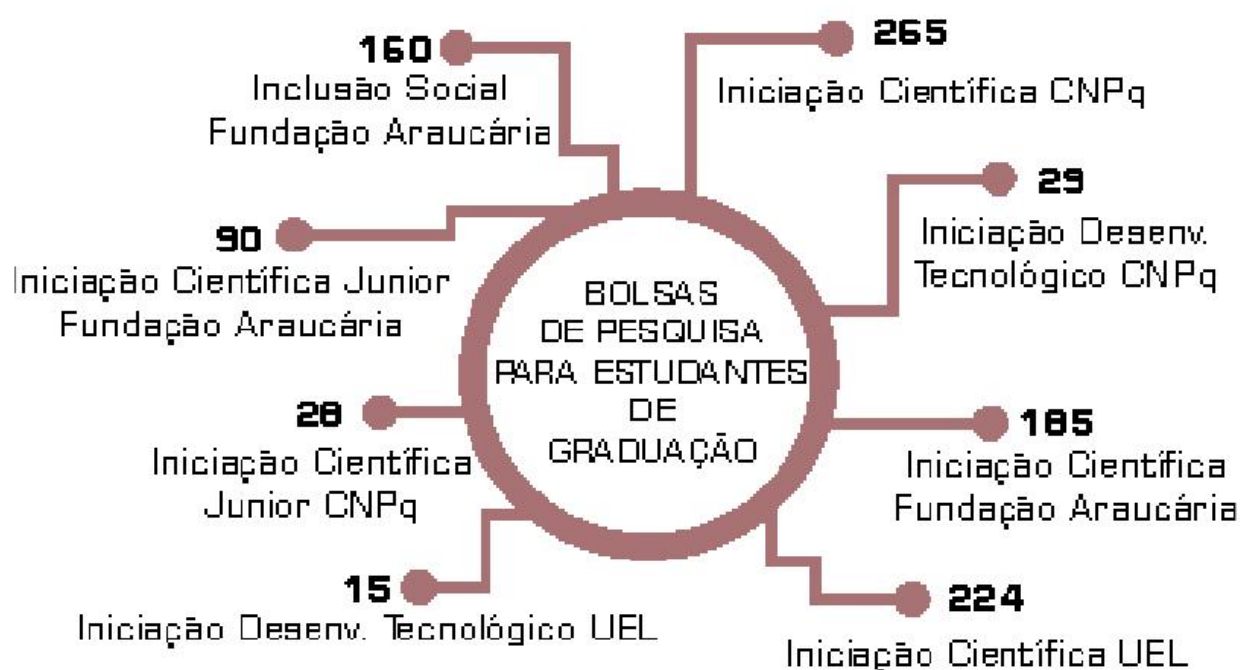 160
Inclusão Social
Fundação Araucária
265
Iniciação Científica CNPq
29
Iniciação Desenv.
Tecnológico CNPq
90
Iniciação Científica Junior
Fundação Araucária
BOLSAS
DE PESQUISA
PARA ESTUDANTES
DE
GRADUAÇÃO
28
Iniciação Científica
Junior CNPq
185
Iniciação Científica
Fundação Araucária
15
Iniciação Desenv. Tecnológico UEL
224
Iniciação Científica UEL